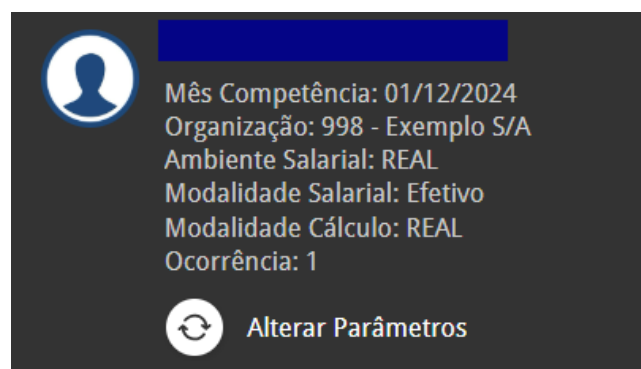 Mês Competência: 01/12/2024
Organização: 998 - Exemplo S/A
Ambiente Salarial: REAL
Modalidade Salarial: Efetivo
Modalidade Cálculo: REAL
Ocorrência: 1
Alterar Parâmetros